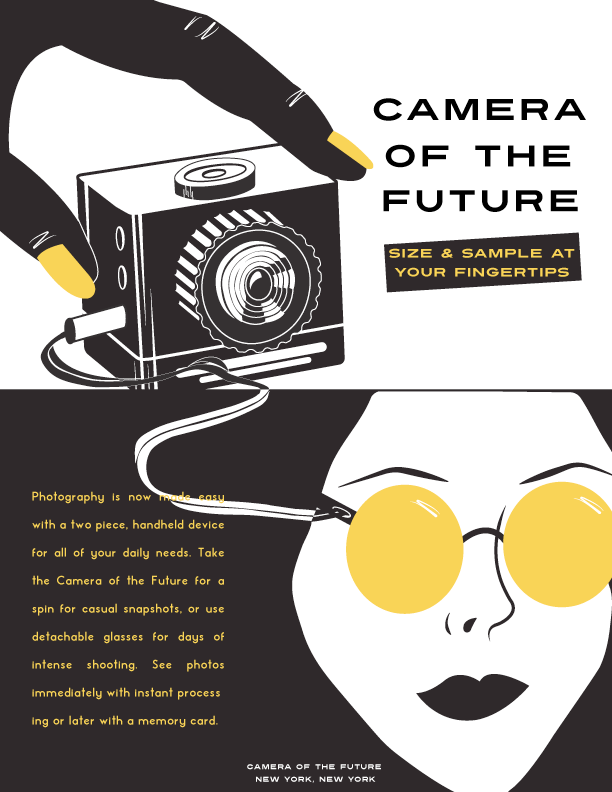 CAMERA
OF THE
FUTURE
SIZE & SAMPLE AT
YOUR FINGERTIPS
Photography is now made easy
with a two piece, handheld device
for all of your daily needs. Take
the Camera of the Future for a
spin for casual snapshots, or use
detachable glasses for days of
intense shooting. See photos
immediately with instant process
ing or later with a memory card.
CAMERA OF THE FUTURE
NEW YORK, NEW YORK